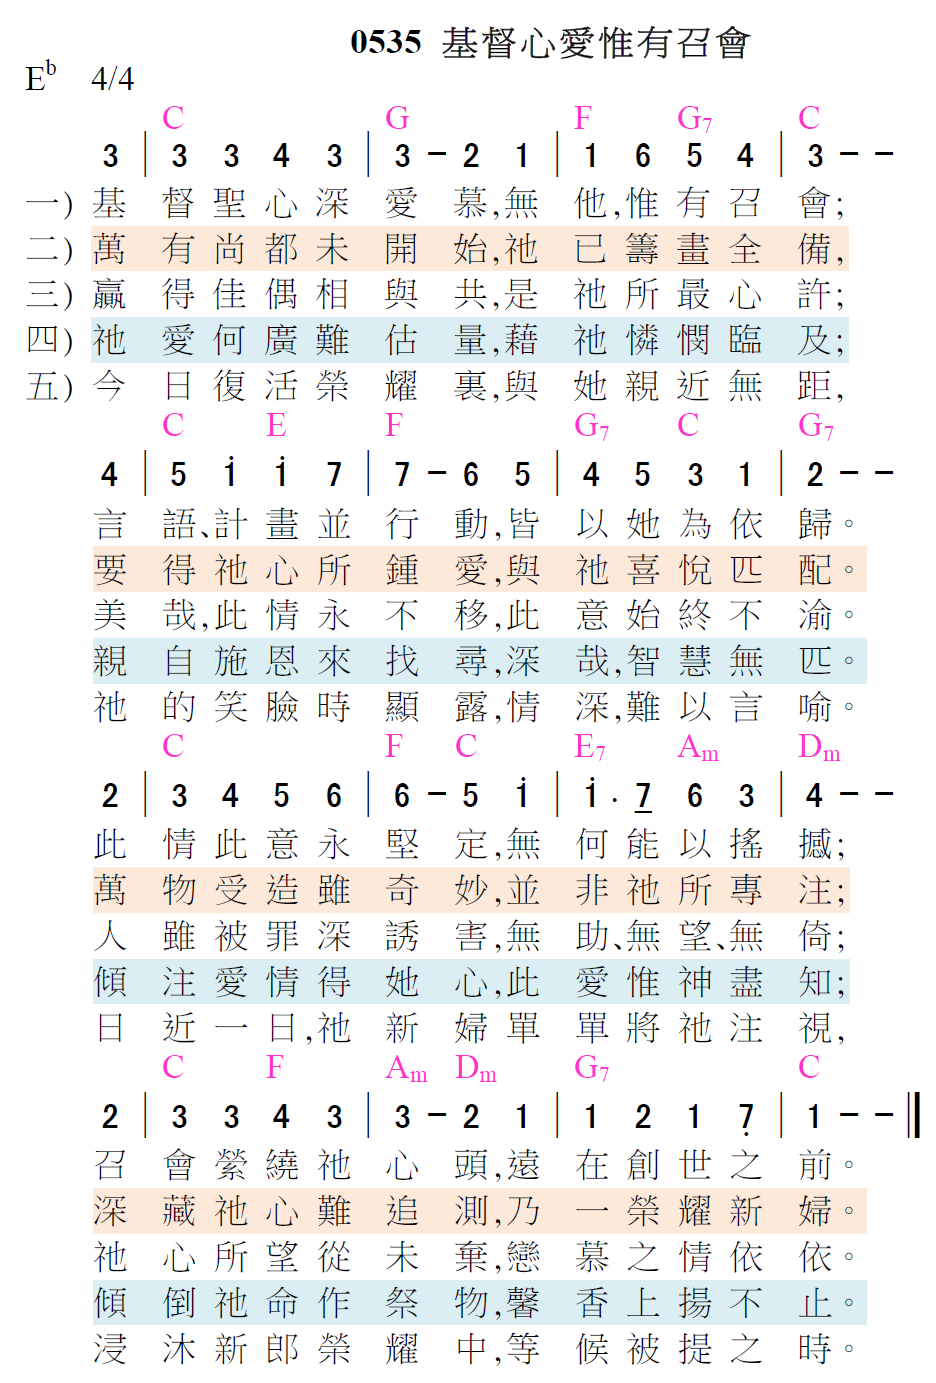 0535 基督心愛惟有召會
E♭ 4/4
C G F G7 C
3 | 3 3 4 3 | 3 － 2 1 | 1 6 5 4 | 3 － －
一) 基督聖心深愛慕,無他,惟有召會;
二) 萬有尚都未開始,祂已籌畫全備,
三) 贏得佳偶相與共,是祂所最心許;
四) 祂愛何廣難估量,藉祂憐憫臨及;
五) 今日復活榮耀裏,與她親近無距,
C E F G7 C G7
4 | 5 i i 7 | 7 － 6 5 | 4 5 3 1 | 2 － －
言語、計畫並行動,皆以她為依歸。
要得祂心所鍾愛,與祂喜悅匹配。
美哉,此情永不移,此意始終不渝。
親自施恩來找尋,深哉,智慧無匹。
祂的笑臉時顯露,情深,難以言喻。
C F C E7 Am Dm
2 | 3 4 5 6 | 6 － 5 i | i · 7 6 3 | 4 － －
此情此意永堅定,無何能以搖撼;
萬物受造雖奇妙,並非祂所專注;
人雖被罪深誘害,無助、無望、無倚;
傾注愛情得她心,此愛惟神盡知;
日近一日,祂新婦單單將祂注視,
C F Am Dm G7 C
2 | 3 3 4 3 | 3 － 2 1 | 1 2 1 7̣ | 1 － － ‖
召會縈繞祂心頭,遠在創世之前。
深藏祂心難追測,乃一榮耀新婦。
祂心所望從未棄,戀慕之情依依。
傾倒祂命作祭物,馨香上揚不止。
浸沐新郎榮耀中,等候被提之時。